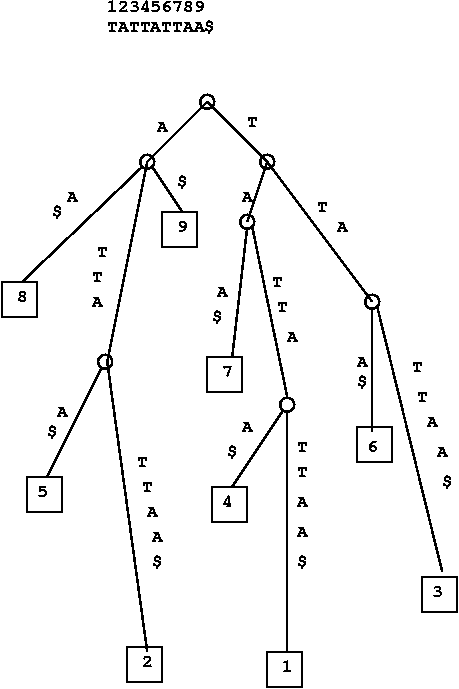 123456789
TATTATTAA$
A T
A $
$ A
9
T T A
8
A
T A
A $
7
T T A
A $
6
T T A A $
A $
5
T T A A $
A $
4
T T A A $
3
2
1